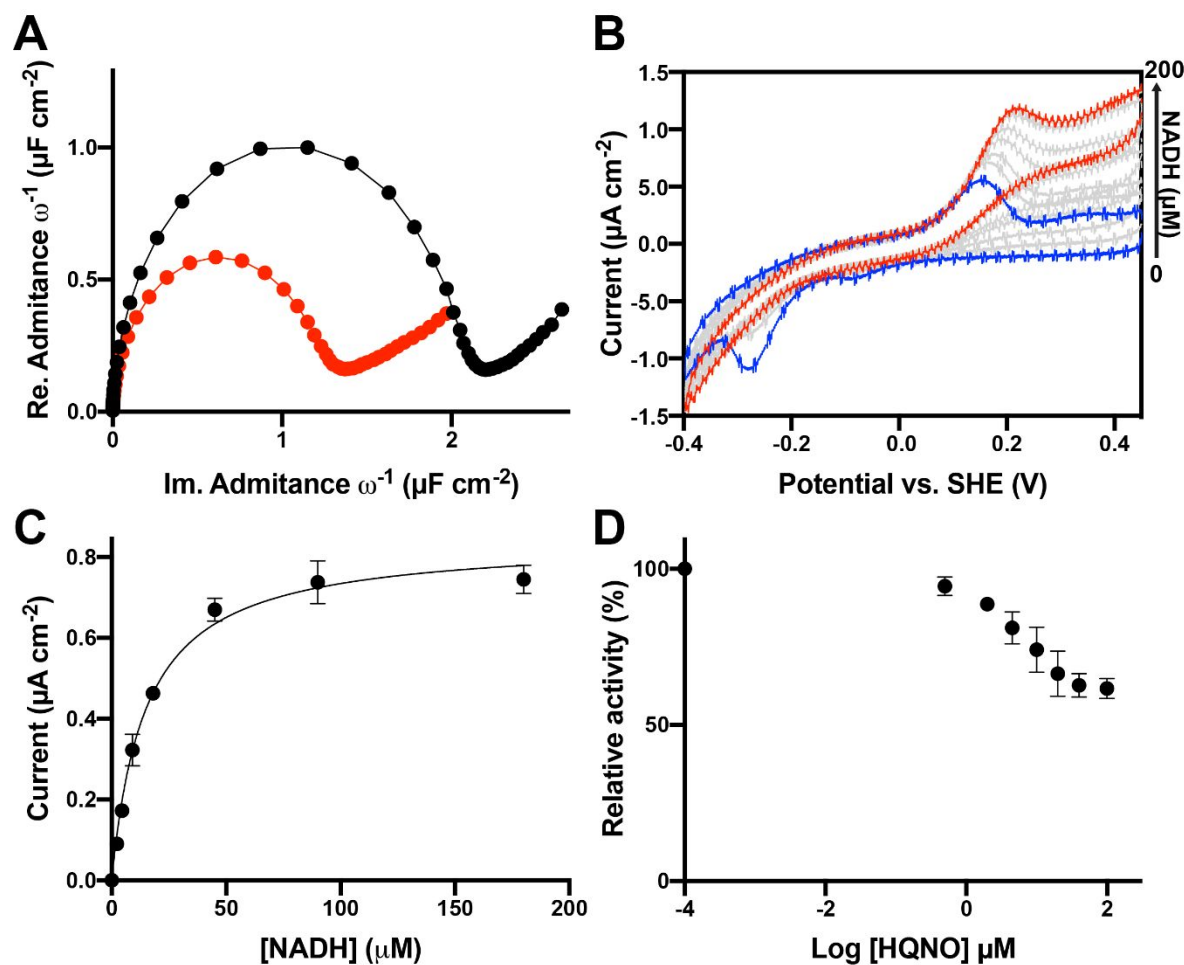 A
Re. Admitance ω⁻¹ (µF cm⁻²)
1.0
0.5
0.0
0 1 2
Im. Admitance ω⁻¹ (µF cm⁻²)
B
Current (µA cm⁻²)
1.5
1.0
5.0
0.0
-5.0
-1.0
-1.5
-0.4 -0.2 0.0 0.2 0.4
Potential vs. SHE (V)
200
NADH (µM)
0
C
Current (µA cm⁻²)
0.8
0.6
0.4
0.2
0.0
0 50 100 150 200
[NADH] (µM)
D
Relative activity (%)
100
50
0
-4 -2 0 2
Log [HQNO] µM